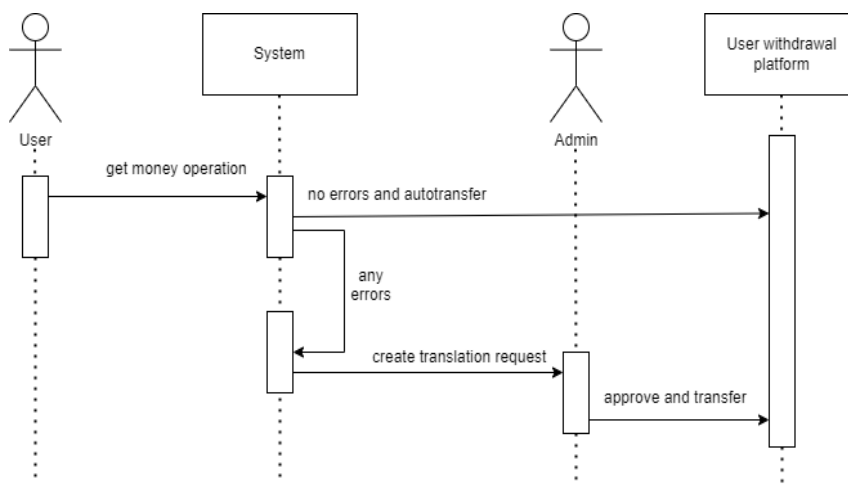 System
User withdrawal
platform
User
Admin
get money operation
no errors and autotransfer
any
errors
create translation request
approve and transfer